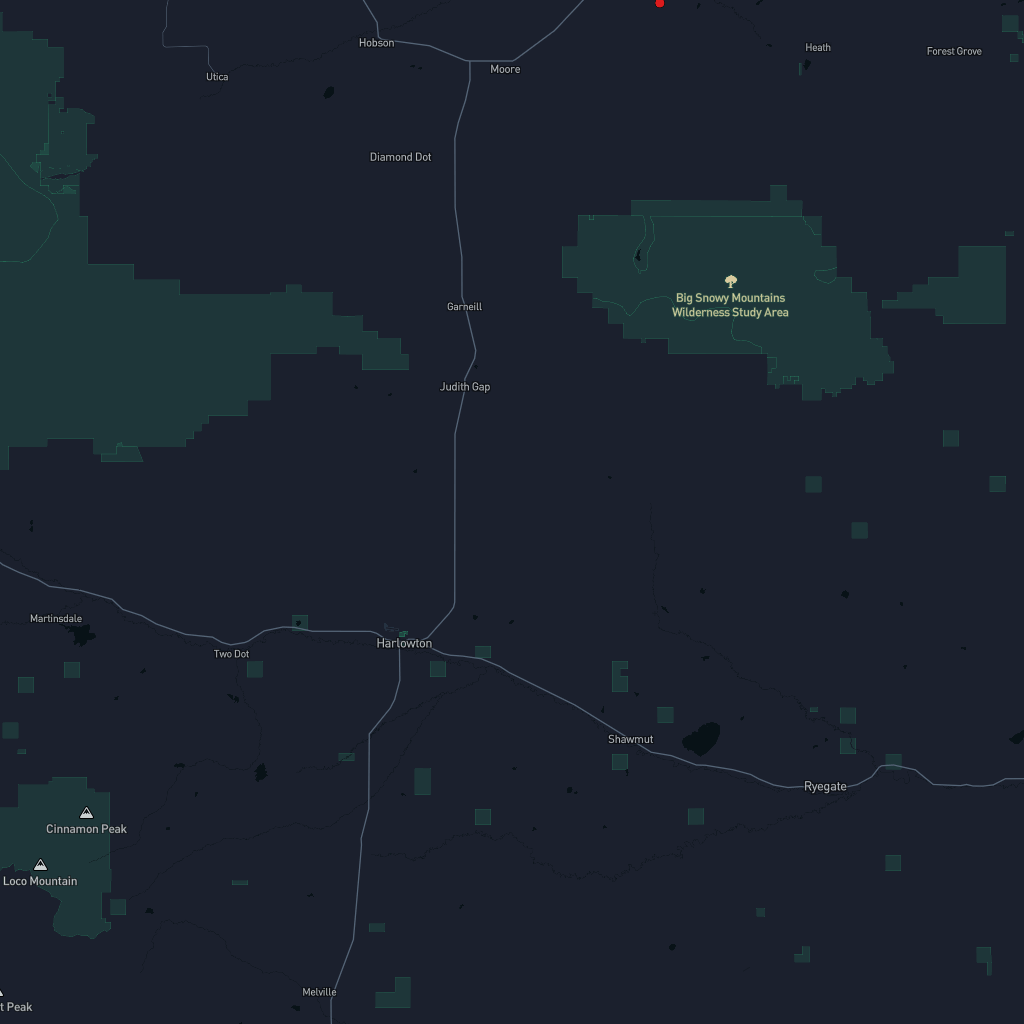 Hobson
Heath
Forest Grove
Moore
Utica
Diamond Dot
Big Snowy Mountains
Wilderness Study Area
Garneill
Judith Gap
Martinsdale
Harlowton
Two Dot
Shawmut
Ryegate
Cinnamon Peak
Loco Mountain
Melville
t Peak